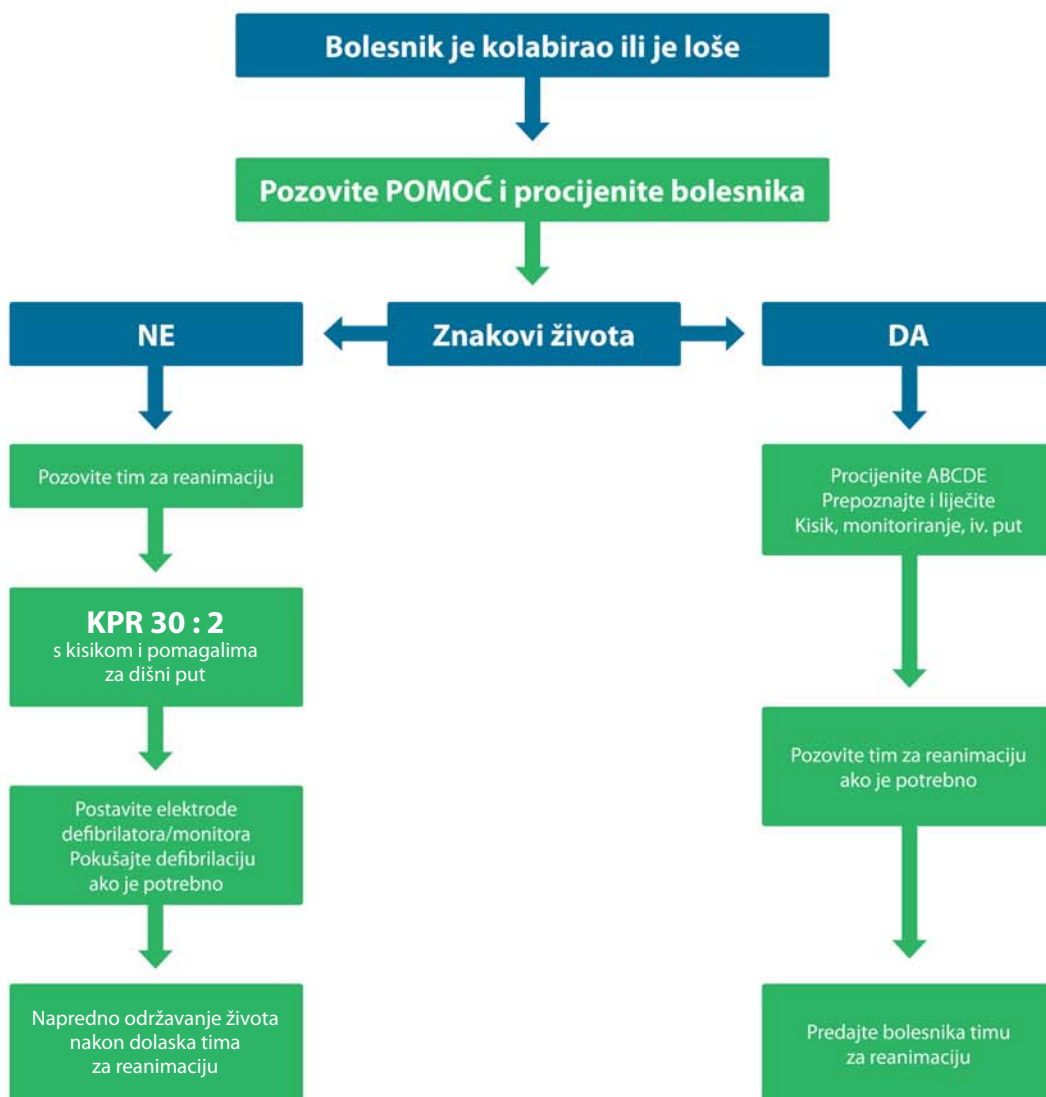 Bolesnik je kolabirao ili je loše
Pozovite POMOĆ i procijenite bolesnika
NE
Znakovi života
DA
Pozovite tim za reanimaciju
KPR 30 : 2
s kisikom i pomagalima
za dišni put
Postavite elektrode
defibrilatora/monitora
Pokušajte defibrilaciju
ako je potrebno
Napredno održavanje života
nakon dolaska tima
za reanimaciju
Procijenite ABCDE
Prepoznajte i liječite
Kisik, monitoriranje, iv. put
Pozovite tim za reanimaciju
ako je potrebno
Predajte bolesnika timu
za reanimaciju